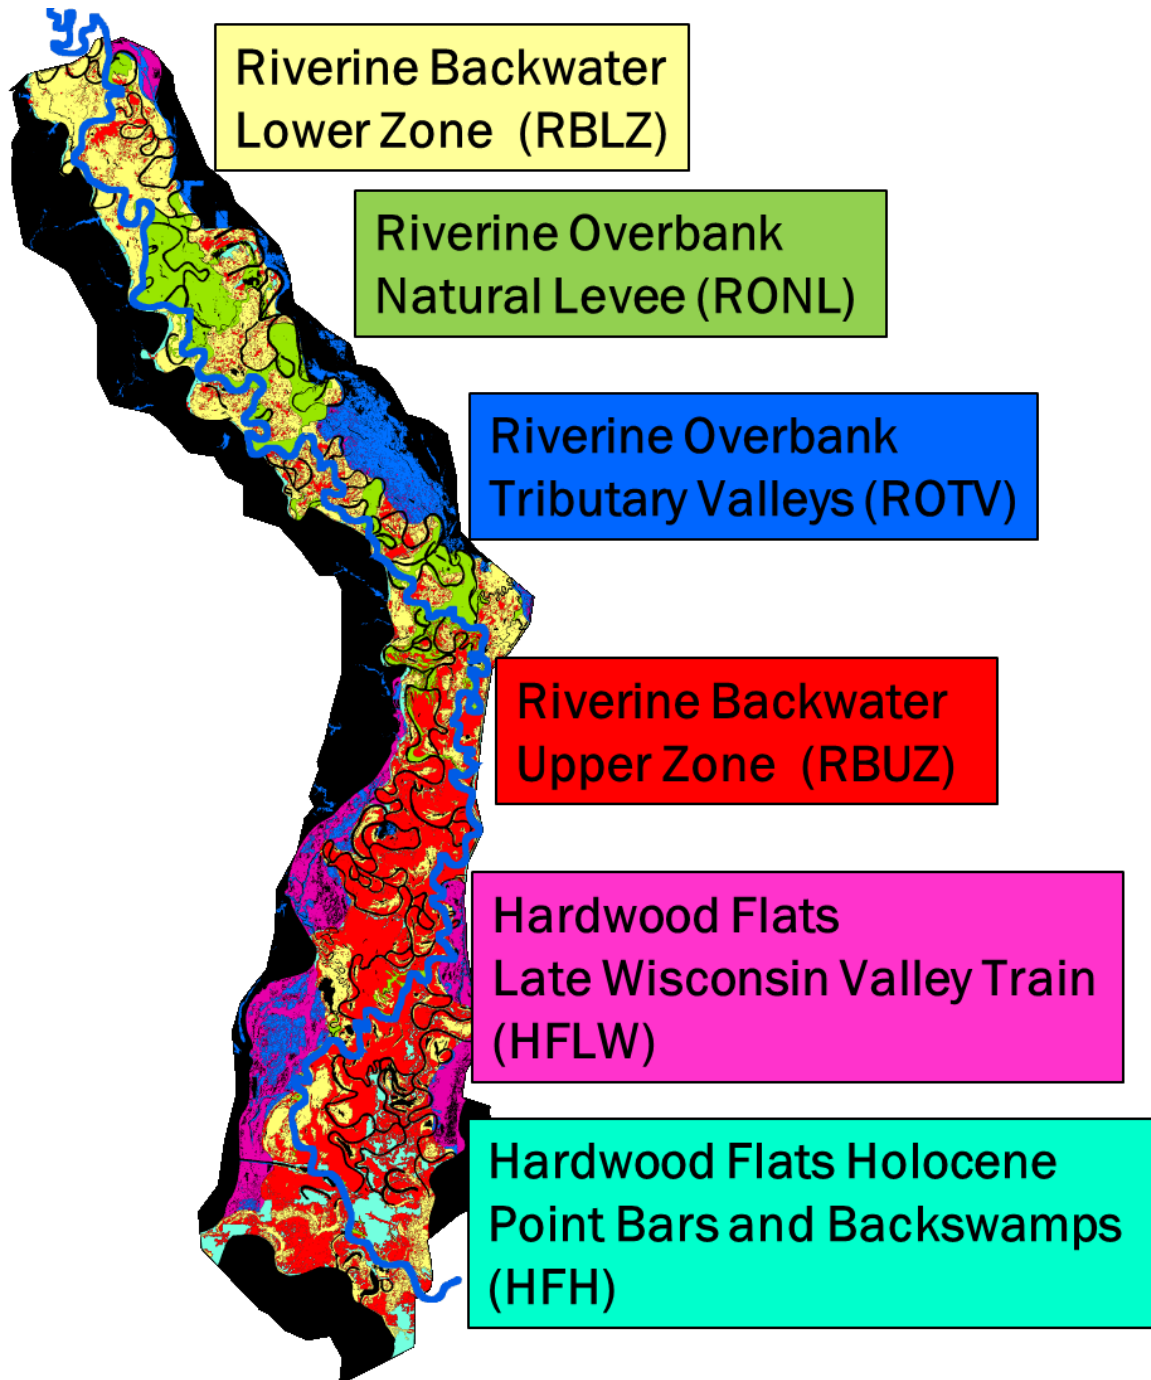 Riverine Backwater
Lower Zone (RBLZ)
Riverine Overbank
Natural Levee (RONL)
Riverine Overbank
Tributary Valleys (ROTV)
Riverine Backwater
Upper Zone (RBUZ)
Hardwood Flats
Late Wisconsin Valley Train
(HFLW)
Hardwood Flats Holocene
Point Bars and Backswamps
(HFH)